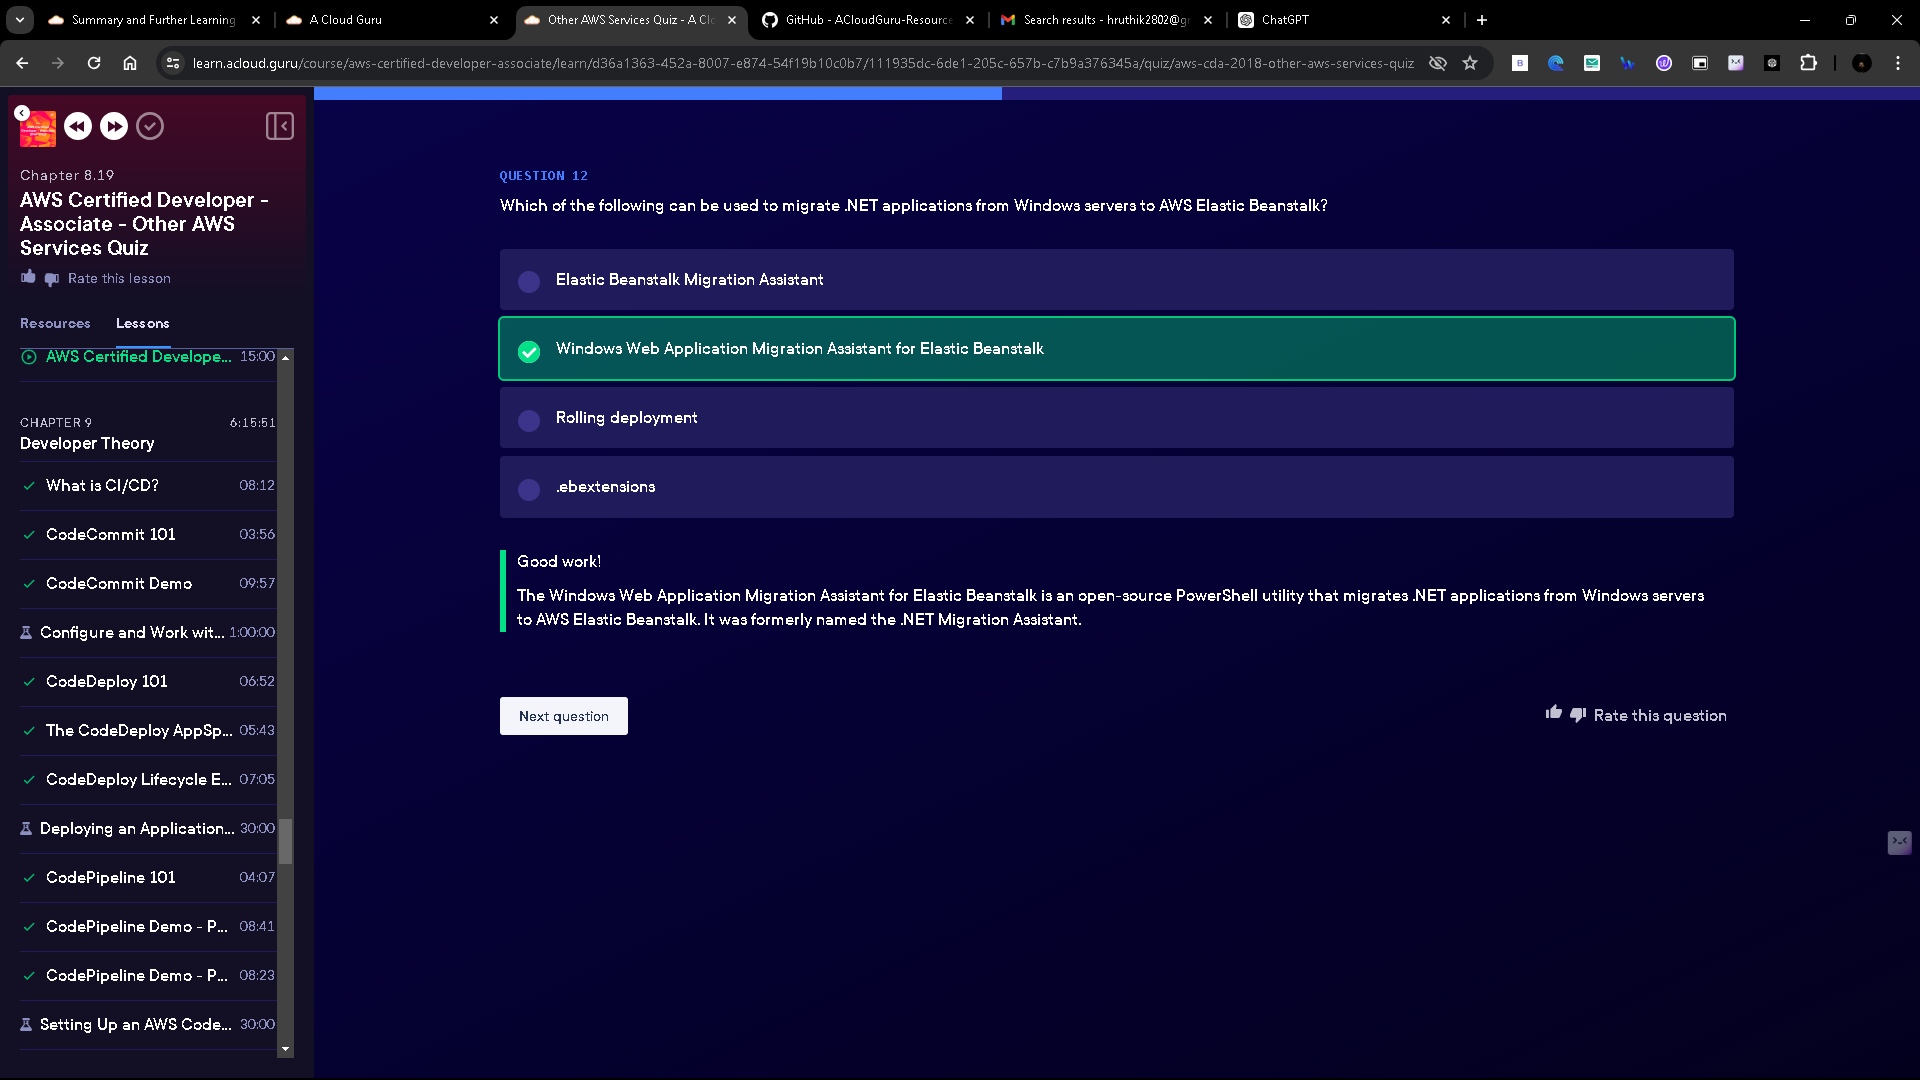 Summary and Further Learning
A Cloud Guru
Other AWS Services Quiz - A Cl
GitHub - ACloudGuru-Resource
Search results - hruthik2802@g
ChatGPT
learn.acloud.guru/course/aws-certified-developer-associate/learn/d36a1363-452a-8007-e874-54f19b10c0b7/111935dc-6de1-205c-657b-c7b9a376345a/quiz/aws-cda-2018-other-aws-services-quiz
Chapter 8.19
AWS Certified Developer -
Associate - Other AWS
Services Quiz
Rate this lesson
Resources
Lessons
AWS Certified Develope... 15:00
CHAPTER 9 6:15:51
Developer Theory
What is CI/CD? 08:12
CodeCommit 101 03:56
CodeCommit Demo 09:57
Configure and Work wit... 1:00:00
CodeDeploy 101 06:52
The CodeDeploy AppSp... 05:43
CodeDeploy Lifecycle E... 07:05
Deploying an Application... 30:00
CodePipeline 101 04:07
CodePipeline Demo - P... 08:41
CodePipeline Demo - P... 08:23
Setting Up an AWS Code... 30:00
QUESTION 12
Which of the following can be used to migrate .NET applications from Windows servers to AWS Elastic Beanstalk?
Elastic Beanstalk Migration Assistant
Windows Web Application Migration Assistant for Elastic Beanstalk
Rolling deployment
.ebextensions
Good work!
The Windows Web Application Migration Assistant for Elastic Beanstalk is an open-source PowerShell utility that migrates .NET applications from Windows servers
to AWS Elastic Beanstalk. It was formerly named the .NET Migration Assistant.
Next question
Rate this question